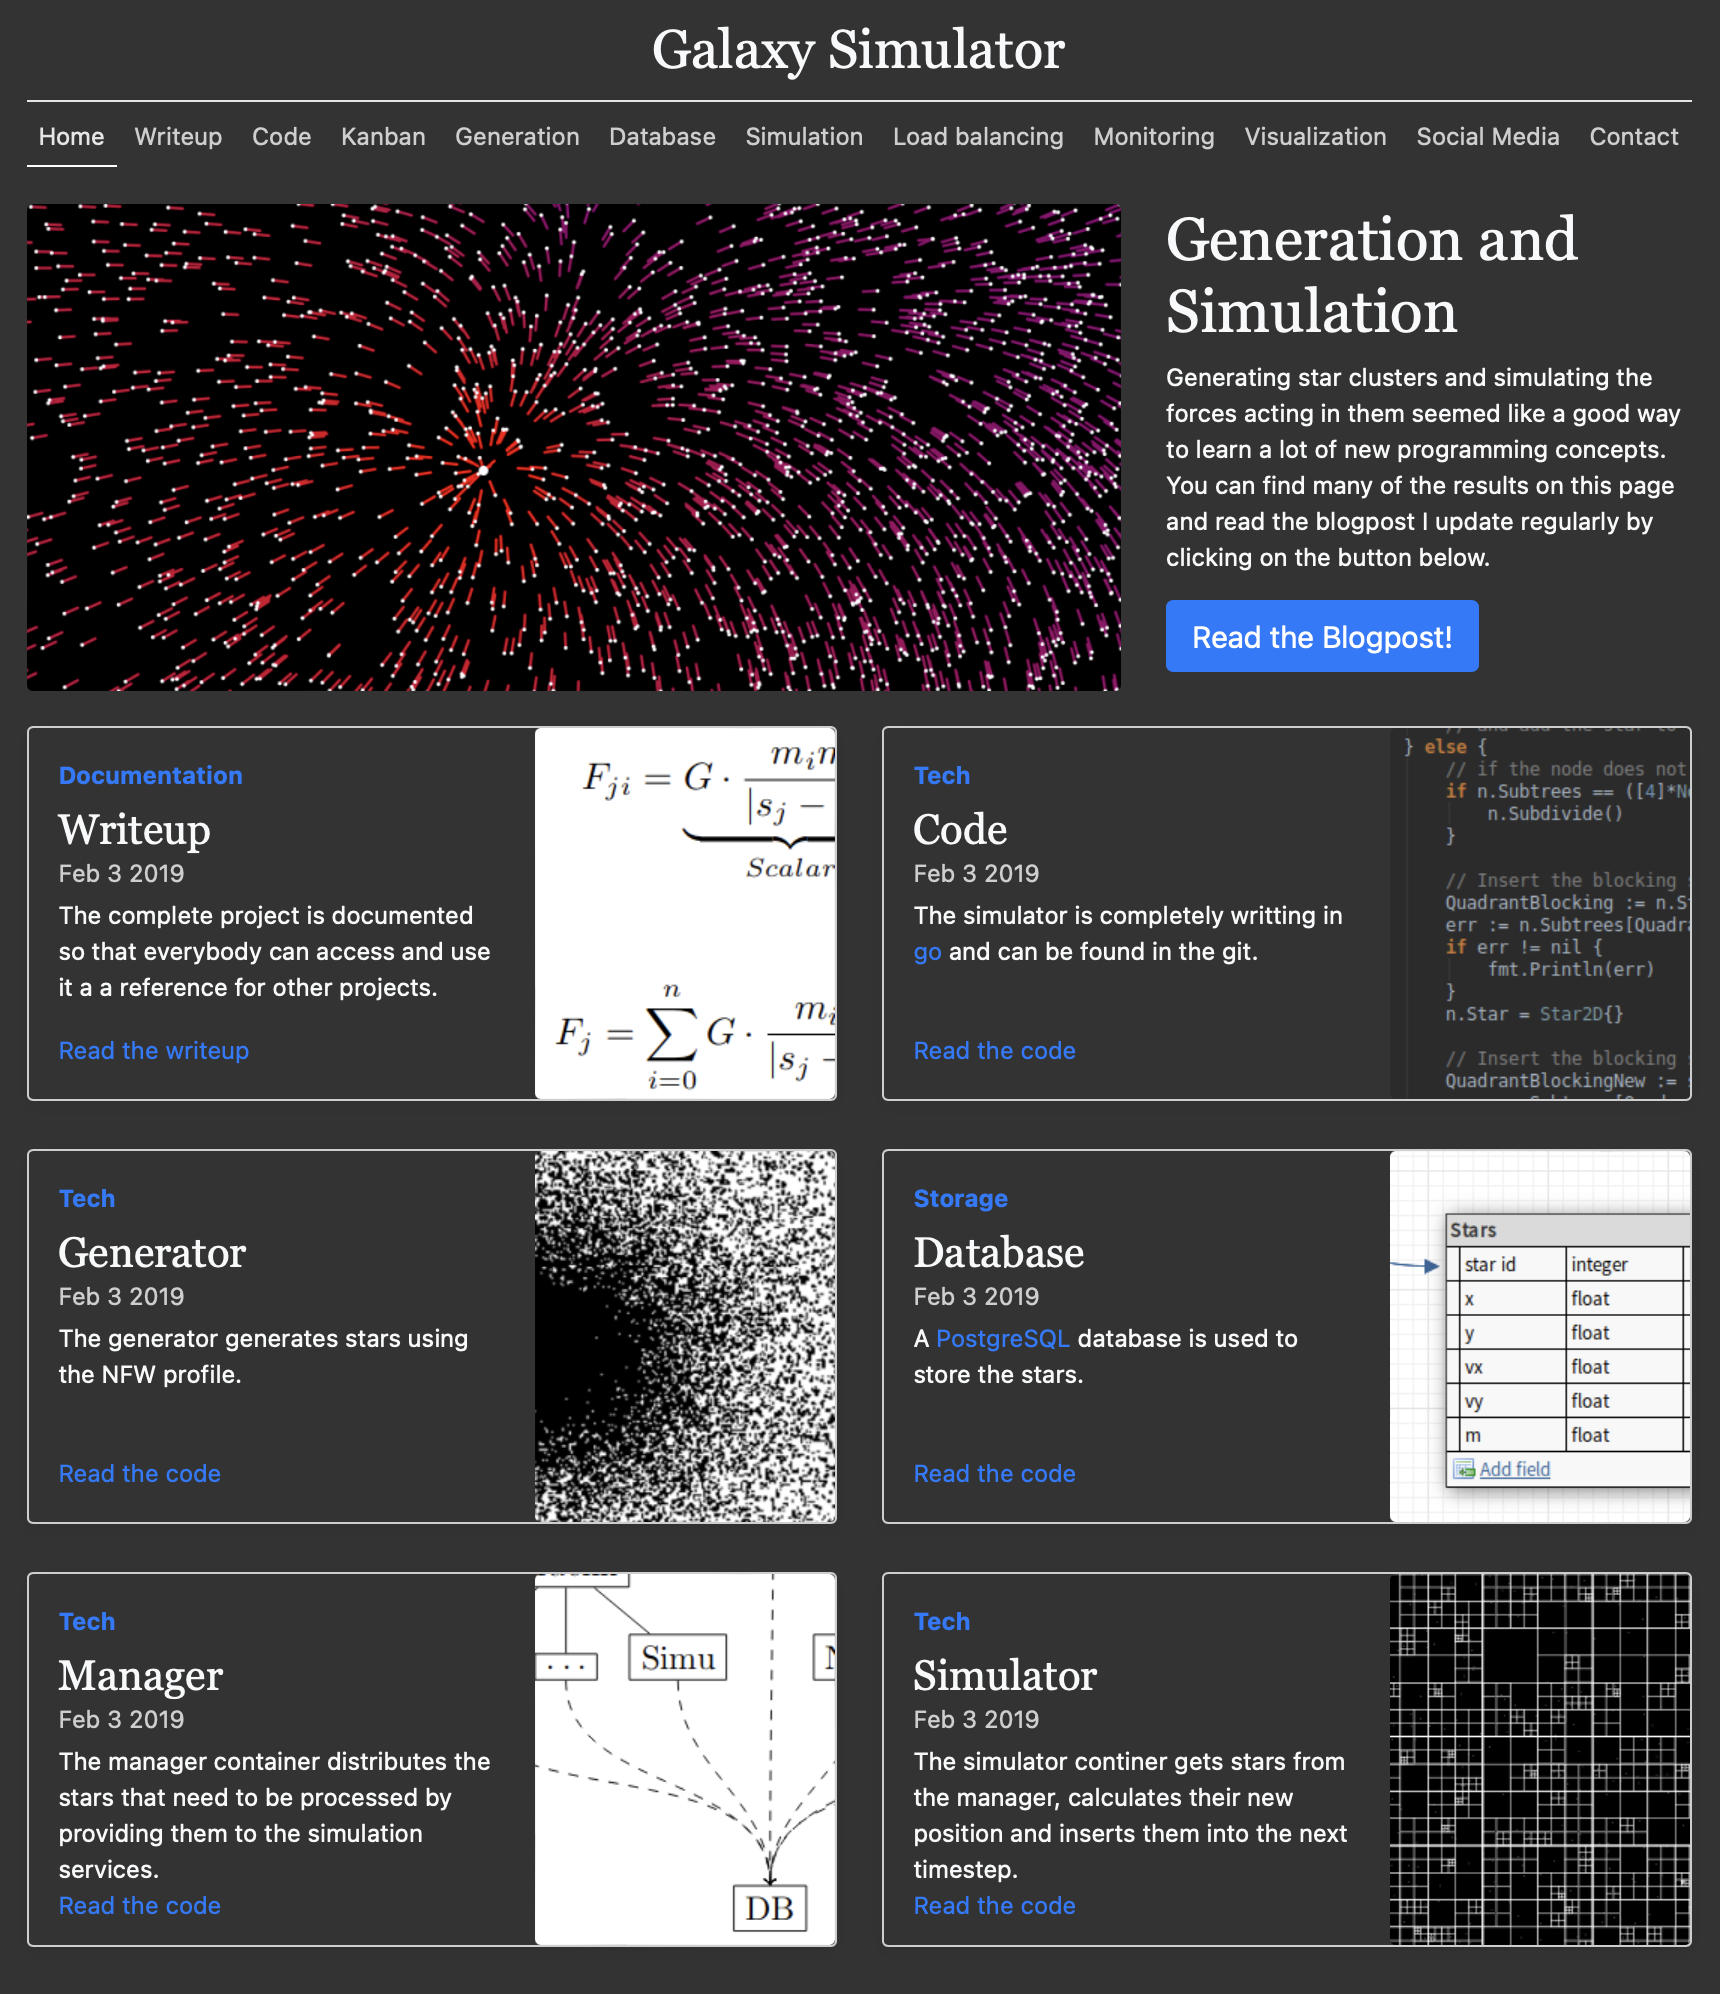 Galaxy Simulator
Home Writeup Code Kanban Generation Database Simulation Load balancing Monitoring Visualization Social Media Contact
Generation and
Simulation
Generating star clusters and simulating the
forces acting in them seemed like a good way
to learn a lot of new programming concepts.
You can find many of the results on this page
and read the blogpost I update regularly by
clicking on the button below.
Read the Blogpost!
Documentation
Writeup
Feb 3 2019
The complete project is documented
so that everybody can access and use
it a a reference for other projects.
Read the writeup
F_{ji} = G · m_i
|s_j −
Scalar
n
F_j = ∑ G · m_i
|s_j −
i=0
Tech
Code
Feb 3 2019
The simulator is completely writting in
go and can be found in the git.
Read the code
} else {
// if the node does not
if n.Subtrees == ([4]*N
n.Subdivide()
}
// Insert the blocking
QuadrantBlocking := n.S
err := n.Subtrees[Quadr
if err != nil {
fmt.Println(err)
}
n.Star = Star2D{}
// Insert the blocking
QuadrantBlockingNew :=
Tech
Generator
Feb 3 2019
The generator generates stars using
the NFW profile.
Read the code
Storage
Database
Feb 3 2019
A PostgreSQL database is used to
store the stars.
Read the code
Stars
star id integer
x float
y float
vx float
vy float
m float
Add field
Tech
Manager
Feb 3 2019
The manager container distributes the
stars that need to be processed by
providing them to the simulation
services.
Read the code
... Simu
DB
Tech
Simulator
Feb 3 2019
The simulator continer gets stars from
the manager, calculates their new
position and inserts them into the next
timestep.
Read the code